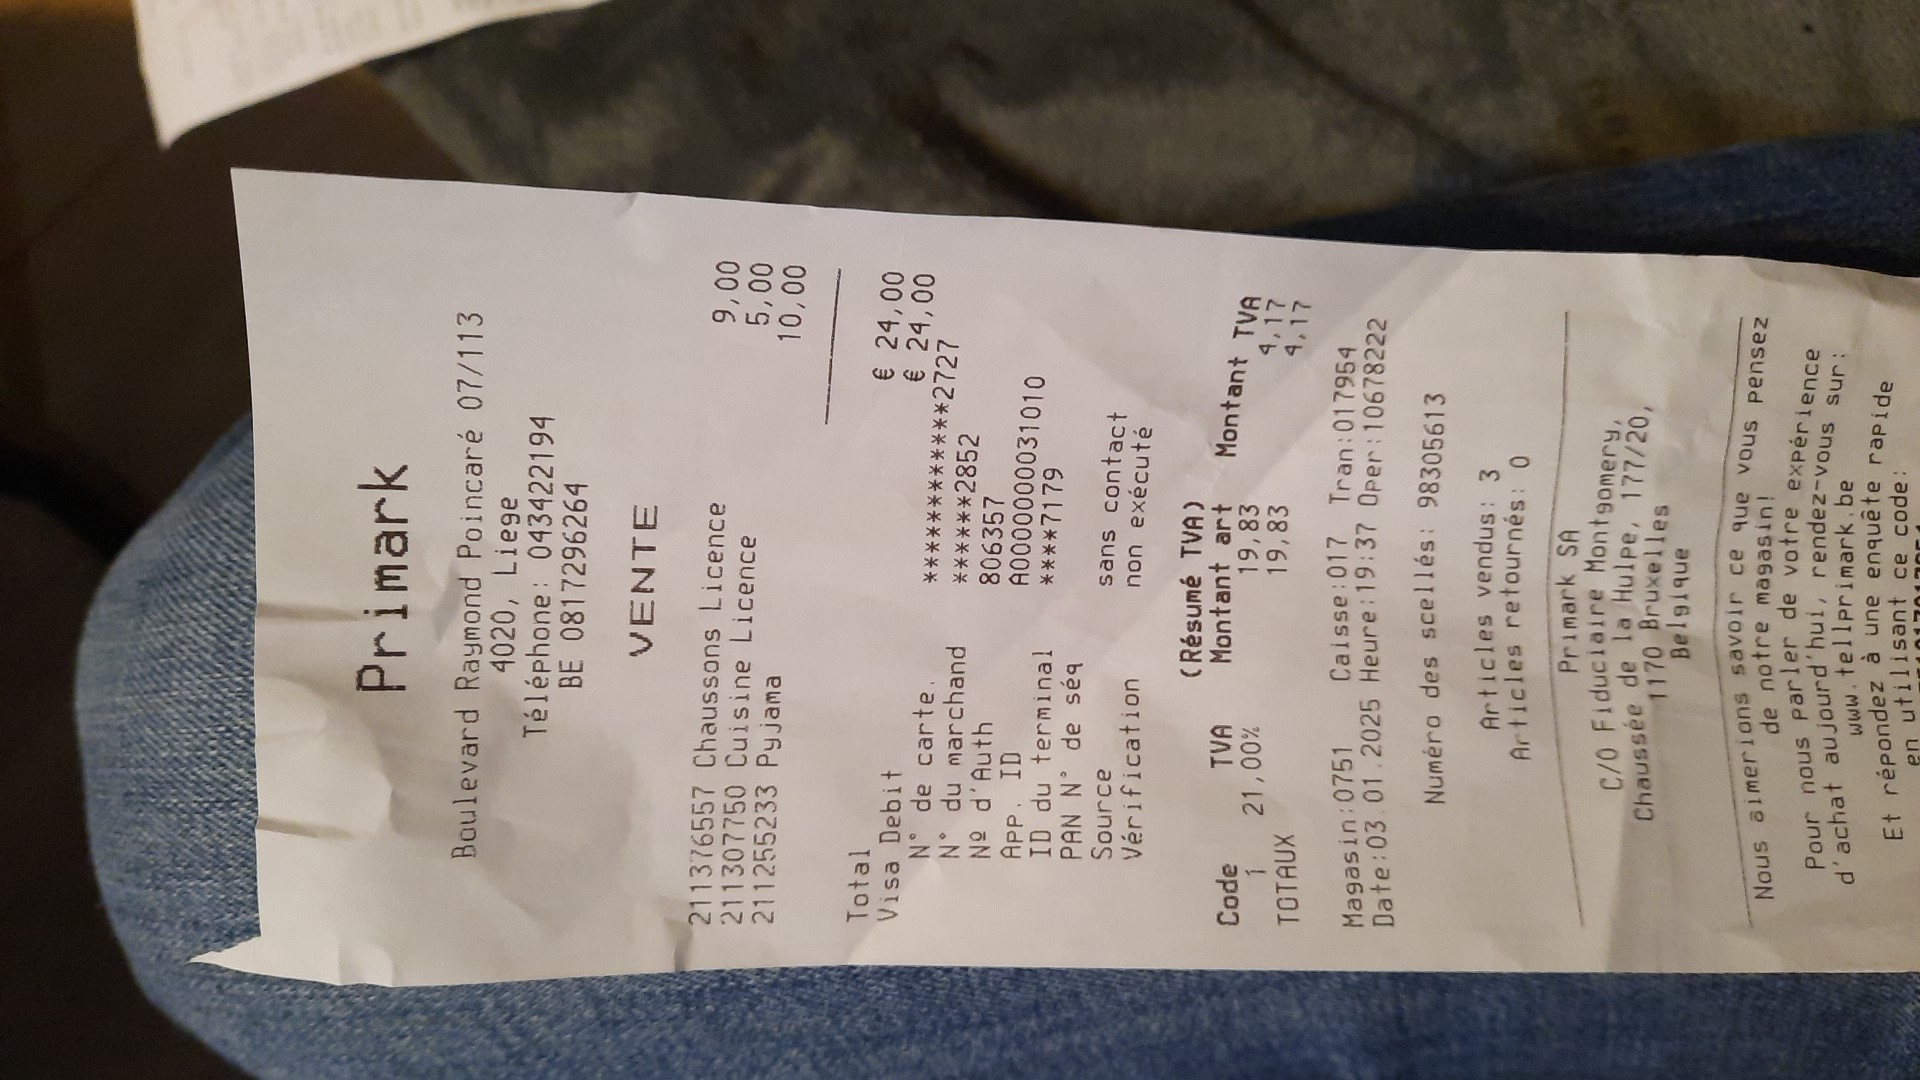 Primark
Boulevard Raymond Poincaré 07/113
4020, Liege
Téléphone: 043422194
BE 0817296264
VENTE
211376557 Chaussons Licence 9,00
211307750 Cuisine Licence 5,00
211255233 Pyjama 10,00
Total € 24,00
Visa Debit € 24,00
N° de carte. ************2727
N° du marchand ******2852
Nº d'Auth 806357
APP. ID A0000000031010
ID du terminal ****7179
PAN N° de séq
Source sans contact
Vérification non exécuté
(Résumé TVA)
Code TVA Montant art Montant TVA
1 21,00% 19,83 4,17
TOTAUX 19,83 4,17
Magasin:0751 Caisse:017 Tran:017954
Date:03.01.2025 Heure:19:37 Oper:10678222
Numéro des scellés: 98305613
Articles vendus: 3
Articles retournés: 0
Primark SA
C/O Fiduciaire Montgomery,
Chaussée de la Hulpe, 177/20,
1170 Bruxelles
Belgique
Nous aimerions savoir ce que vous pensez
de notre magasin!
Pour nous parler de votre expérience
d'achat aujourd'hui, rendez-vous sur:
www.tellprimark.be
Et répondez à une enquête rapide
en utilisant ce code: